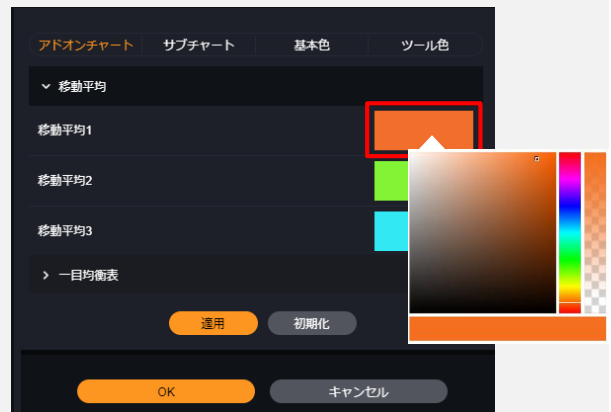 アドオンチャート サブチャート 基本色 ツール色
移動平均
移動平均1
移動平均2
移動平均3
一目均衡表
適用 初期化
OK キャンセル